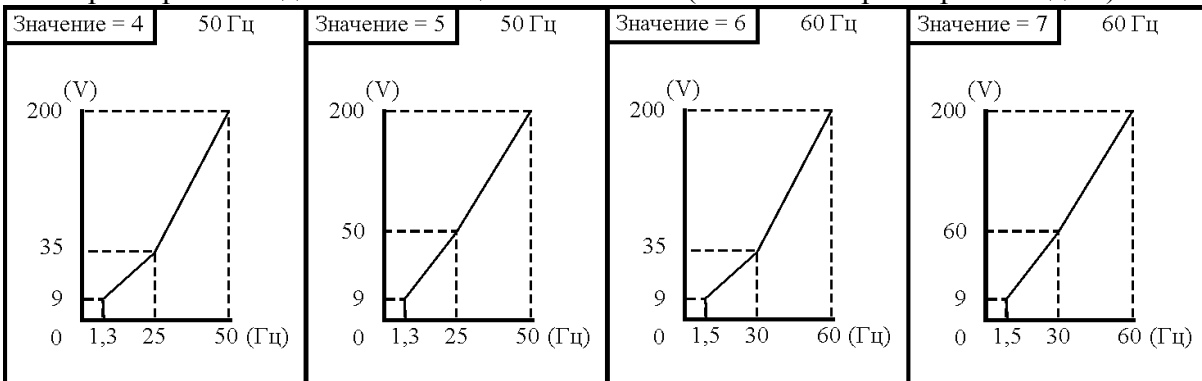 Значение = 4 50 Гц
(V)
200
35
9
0 1,3 25 50 (Гц)
Значение = 5 50 Гц
(V)
200
50
9
0 1,3 25 50 (Гц)
Значение = 6 60 Гц
(V)
200
35
9
0 1,5 30 60 (Гц)
Значение = 7 60 Гц
(V)
200
60
9
0 1,5 30 60 (Гц)